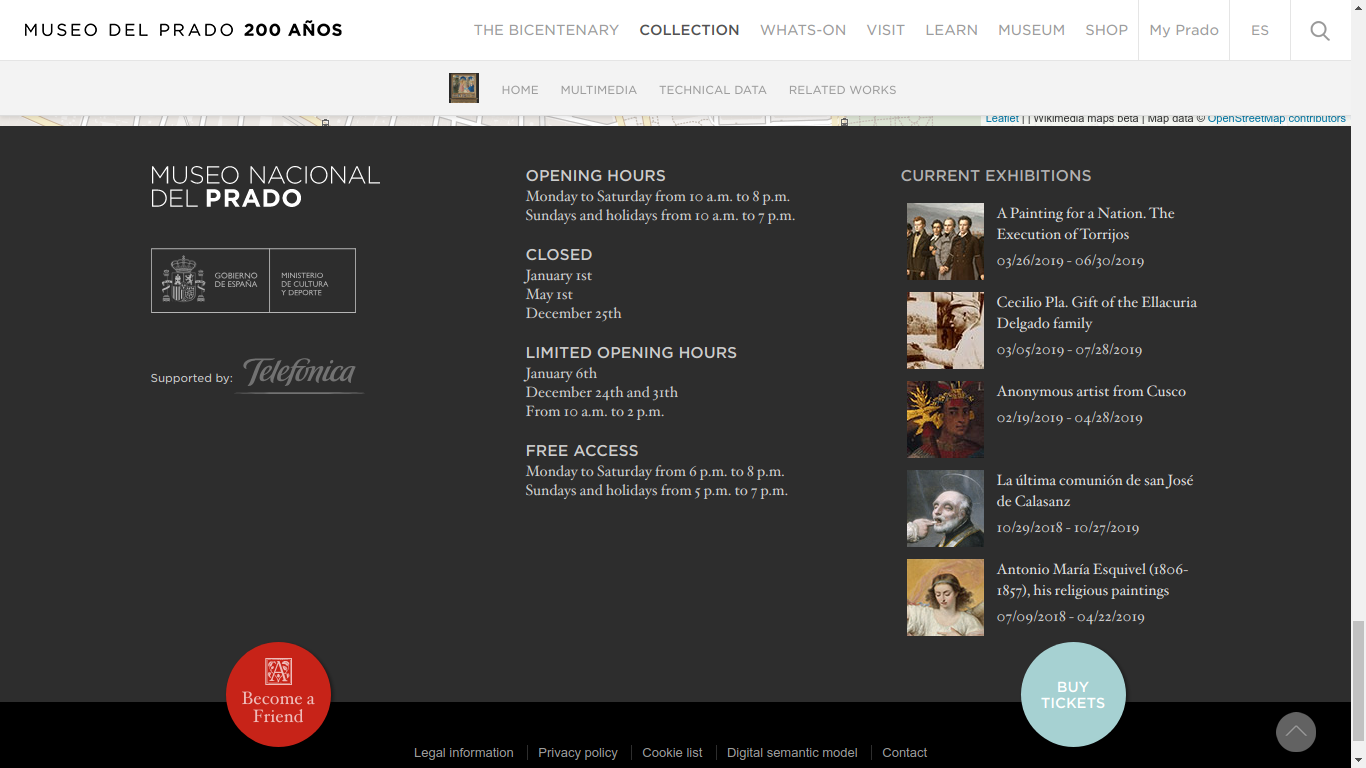 MUSEO DEL PRADO 200 AÑOS
THE BICENTENARY COLLECTION WHATS-ON VISIT LEARN MUSEUM SHOP My Prado ES
HOME MULTIMEDIA TECHNICAL DATA RELATED WORKS
Leaflet | | Wikimedia maps beta | Map data © OpenStreetMap contributors
MUSEO NACIONAL
DEL PRADO
GOBIERNO
DE ESPAÑA
MINISTERIO
DE CULTURA
Y DEPORTE
Supported by: Telefónica
OPENING HOURS
Monday to Saturday from 10 a.m. to 8 p.m.
Sundays and holidays from 10 a.m. to 7 p.m.
CLOSED
January 1st
May 1st
December 25th
LIMITED OPENING HOURS
January 6th
December 24th and 31th
From 10 a.m. to 2 p.m.
FREE ACCESS
Monday to Saturday from 6 p.m. to 8 p.m.
Sundays and holidays from 5 p.m. to 7 p.m.
CURRENT EXHIBITIONS
A Painting for a Nation. The
Execution of Torrijos
03/26/2019 - 06/30/2019
Cecilio Pla. Gift of the Ellacuria
Delgado family
03/05/2019 - 07/28/2019
Anonymous artist from Cusco
02/19/2019 - 04/28/2019
La última comunión de san José
de Calasanz
10/29/2018 - 10/27/2019
Antonio María Esquivel (1806-
1857), his religious paintings
07/09/2018 - 04/22/2019
Become a
Friend
BUY
TICKETS
Legal information Privacy policy Cookie list Digital semantic model Contact